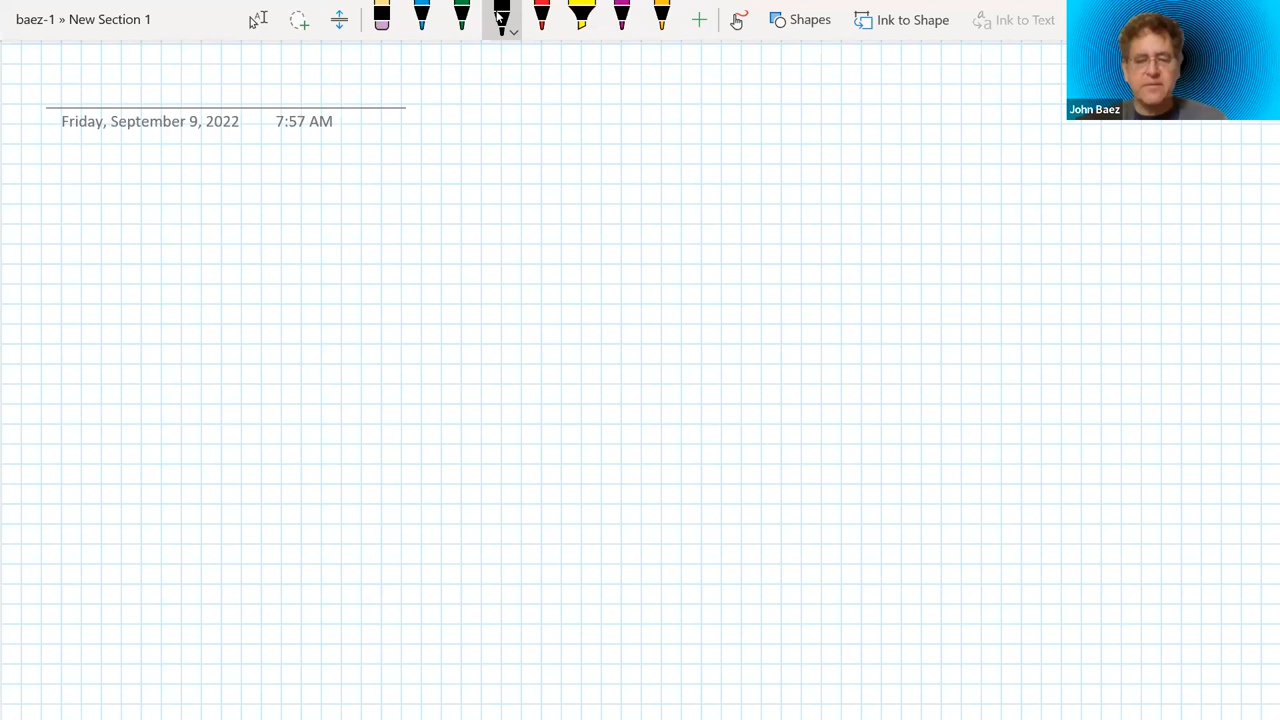 baez-1 » New Section 1
Shapes
Ink to Shape
Ink to Text
John Baez
Friday, September 9, 2022 7:57 AM